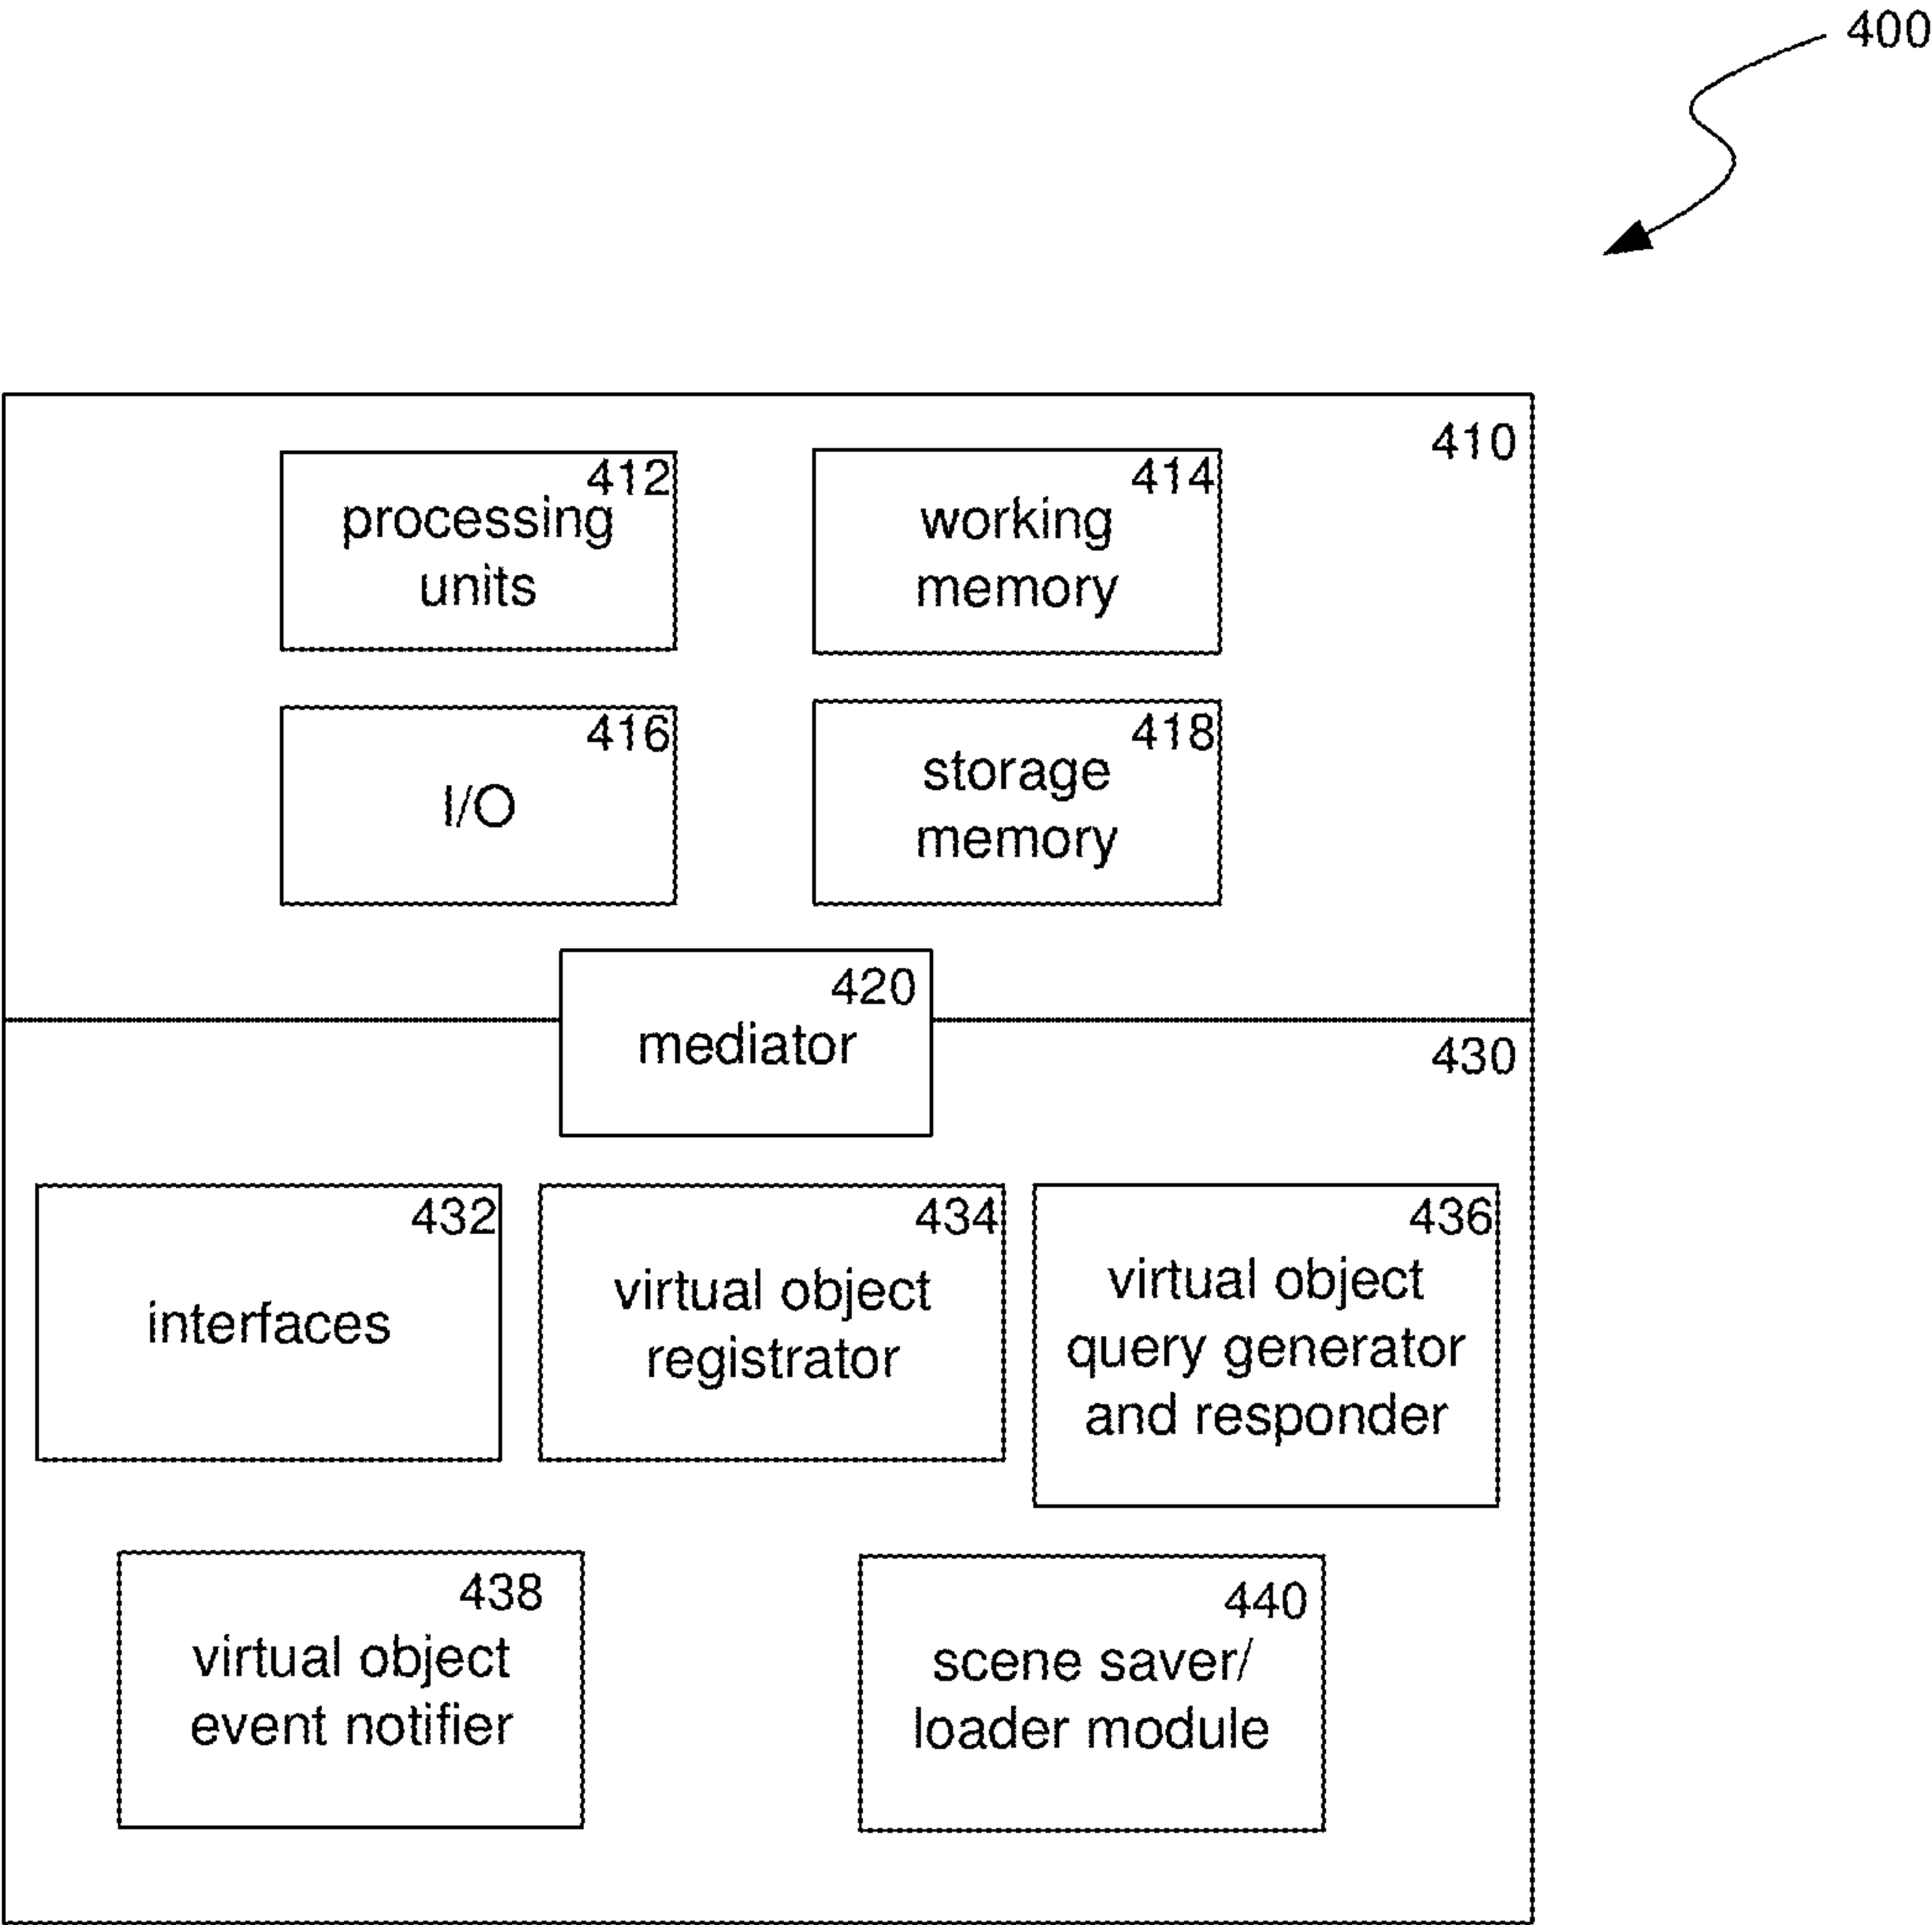 400
410
412
processing
units
414
working
memory
416
I/O
418
storage
memory
420
mediator
430
432
interfaces
434
virtual object
registrator
436
virtual object
query generator
and responder
438
virtual object
event notifier
440
scene saver/
loader module